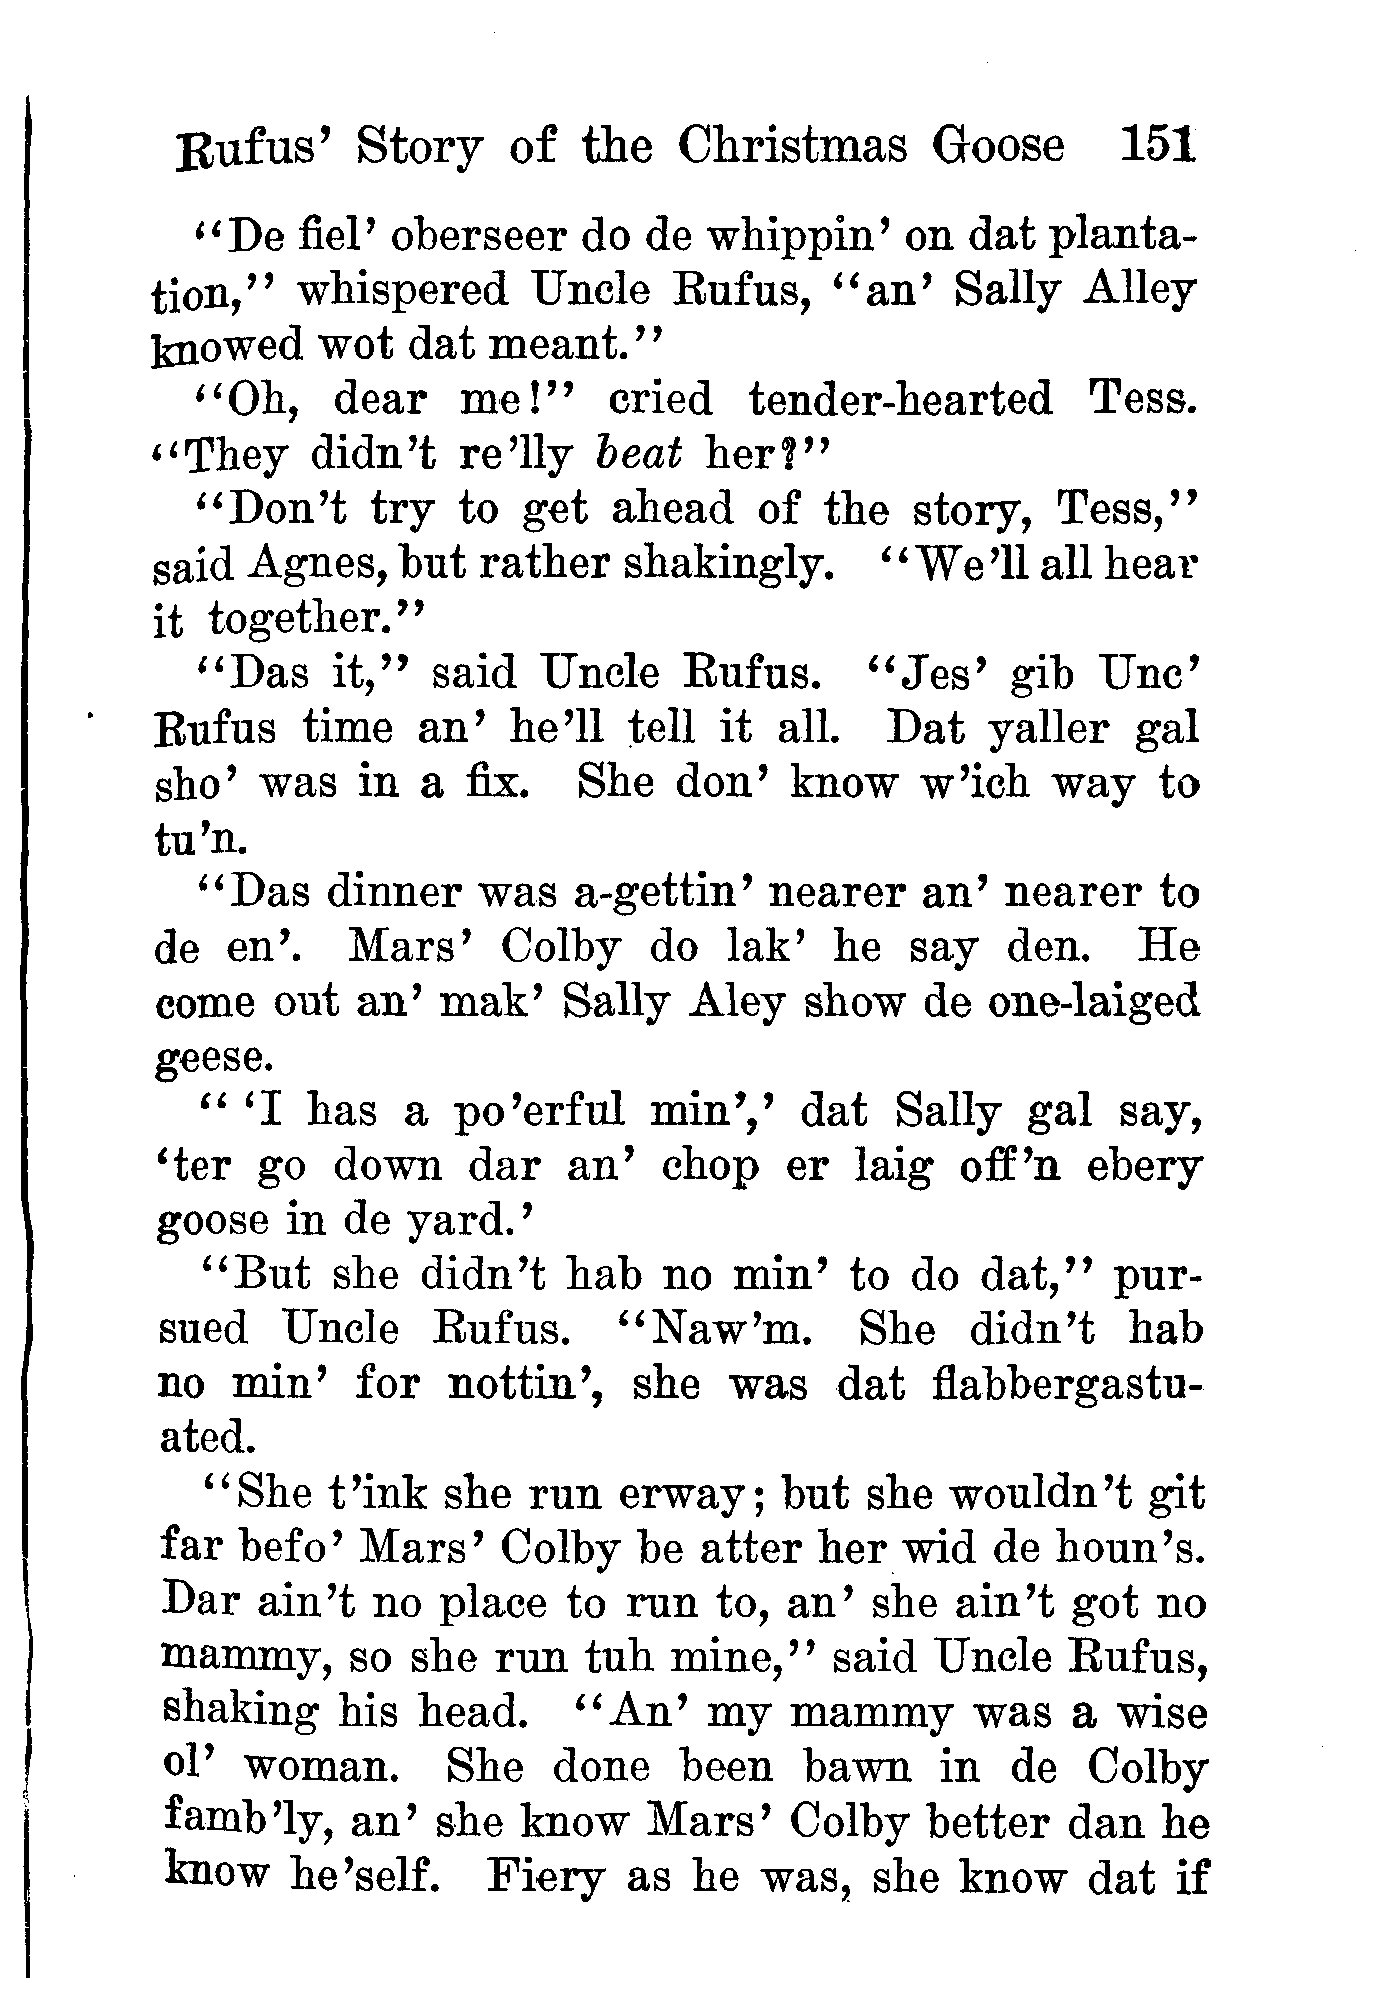 Rufus' Story of the Christmas Goose 151
"De fiel' oberseer do de whippin' on dat planta-
tion," whispered Uncle Rufus, "an' Sally Alley
knowed wot dat meant."
"Oh, dear me!" cried tender-hearted Tess.
"They didn't re'lly beat her?"
"Don't try to get ahead of the story, Tess,"
said Agnes, but rather shakingly. "We'll all hear
it together."
"Das it," said Uncle Rufus. "Jes' gib Unc'
Rufus time an' he'll tell it all. Dat yaller gal
sho' was in a fix. She don' know w'ich way to
tu'n.
"Das dinner was a-gettin' nearer an' nearer to
de en'. Mars' Colby do lak' he say den. He
come out an' mak' Sally Aley show de one-laiged
geese.
" 'I has a po'erful min',' dat Sally gal say,
'ter go down dar an' chop er laig off'n ebery
goose in de yard.'
"But she didn't hab no min' to do dat," pur-
sued Uncle Rufus. "Naw'm. She didn't hab
no min' for nottin', she was dat flabbergastu-
ated.
"She t'ink she run erway; but she wouldn't git
far befo' Mars' Colby be atter her wid de houn's.
Dar ain't no place to run to, an' she ain't got no
mammy, so she run tuh mine," said Uncle Rufus,
shaking his head. "An' my mammy was a wise
ol' woman. She done been bawn in de Colby
famb'ly, an' she know Mars' Colby better dan he
know he'self. Fiery as he was, she know dat if